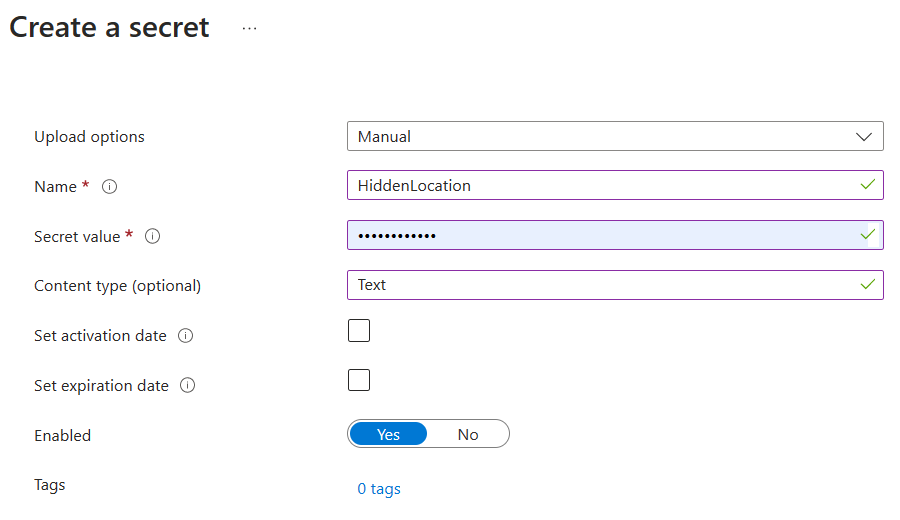 Create a secret ...
Upload options Manual
Name * HiddenLocation
Secret value * ••••••••••••
Content type (optional) Text
Set activation date
Set expiration date
Enabled Yes No
Tags 0 tags